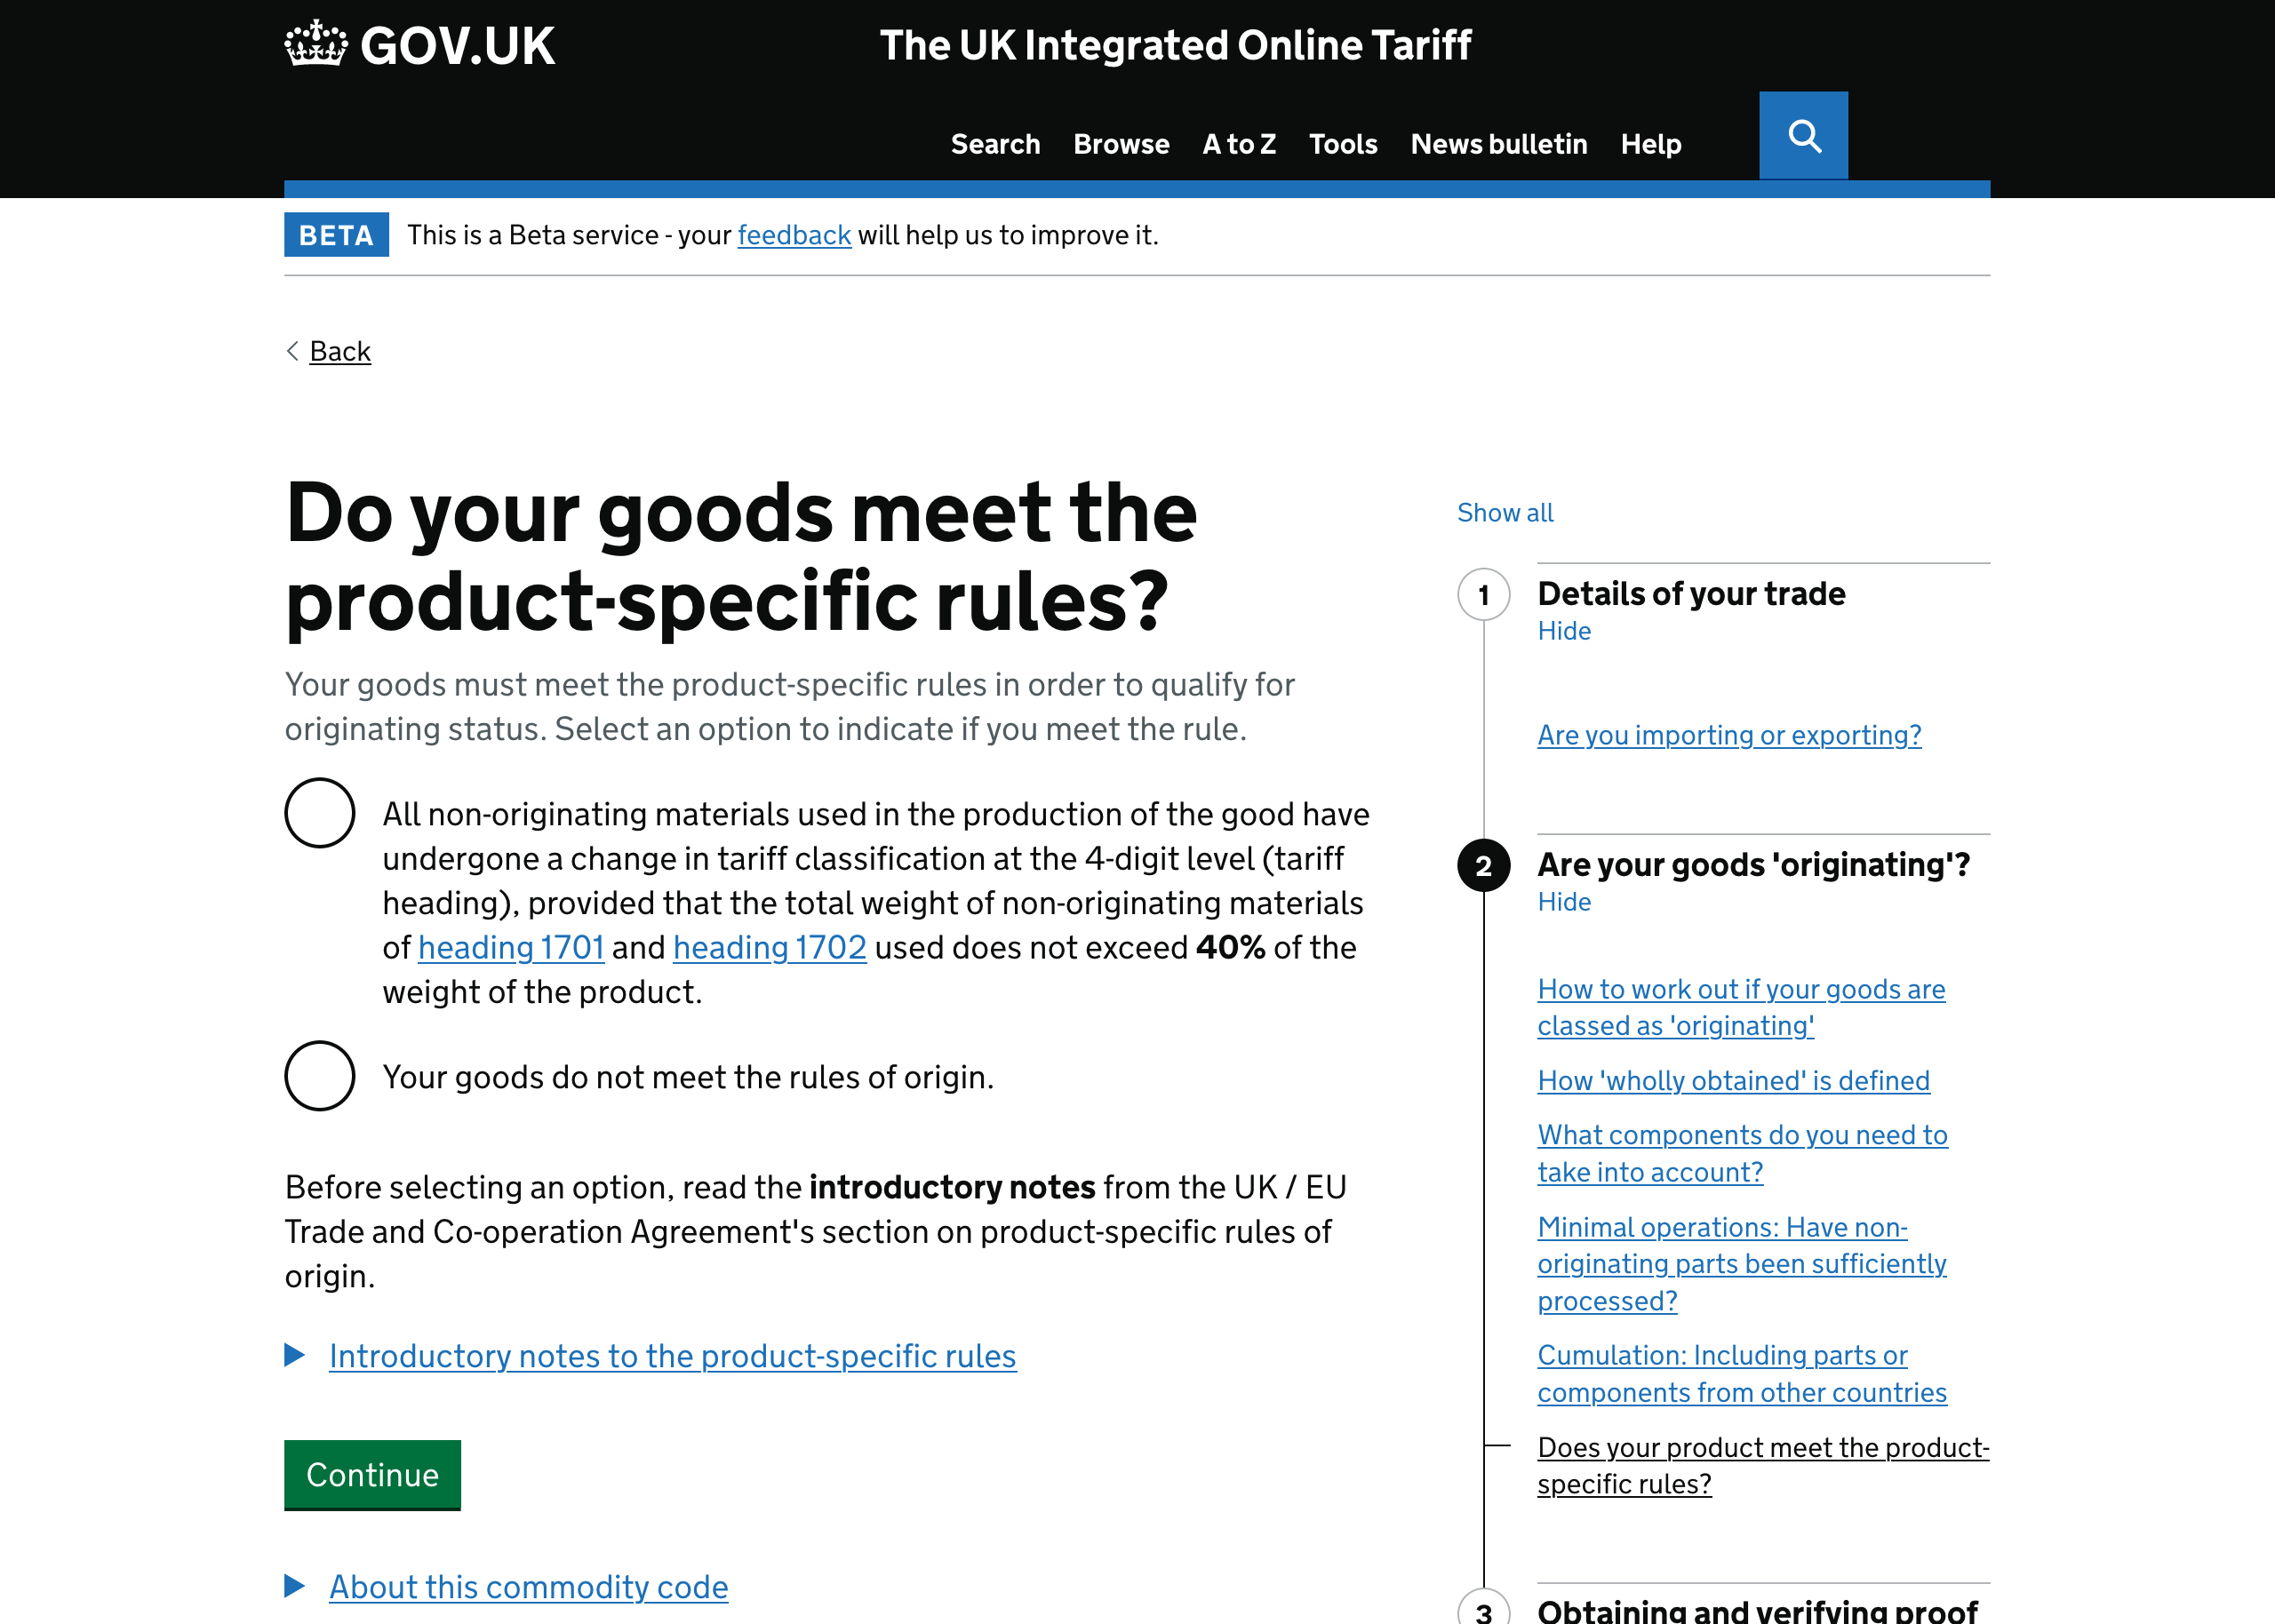 GOV.UK
The UK Integrated Online Tariff
Search Browse A to Z Tools News bulletin Help
BETA This is a Beta service - your feedback will help us to improve it.
Back
Do your goods meet the
product-specific rules?
Your goods must meet the product-specific rules in order to qualify for
originating status. Select an option to indicate if you meet the rule.
All non-originating materials used in the production of the good have
undergone a change in tariff classification at the 4-digit level (tariff
heading), provided that the total weight of non-originating materials
of heading 1701 and heading 1702 used does not exceed 40% of the
weight of the product.
Your goods do not meet the rules of origin.
Before selecting an option, read the introductory notes from the UK / EU
Trade and Co-operation Agreement's section on product-specific rules of
origin.
Introductory notes to the product-specific rules
Continue
About this commodity code
Show all
1 Details of your trade
Hide
Are you importing or exporting?
2 Are your goods 'originating'?
Hide
How to work out if your goods are
classed as 'originating'
How 'wholly obtained' is defined
What components do you need to
take into account?
Minimal operations: Have non-
originating parts been sufficiently
processed?
Cumulation: Including parts or
components from other countries
Does your product meet the product-
specific rules?
3 Obtaining and verifying proof